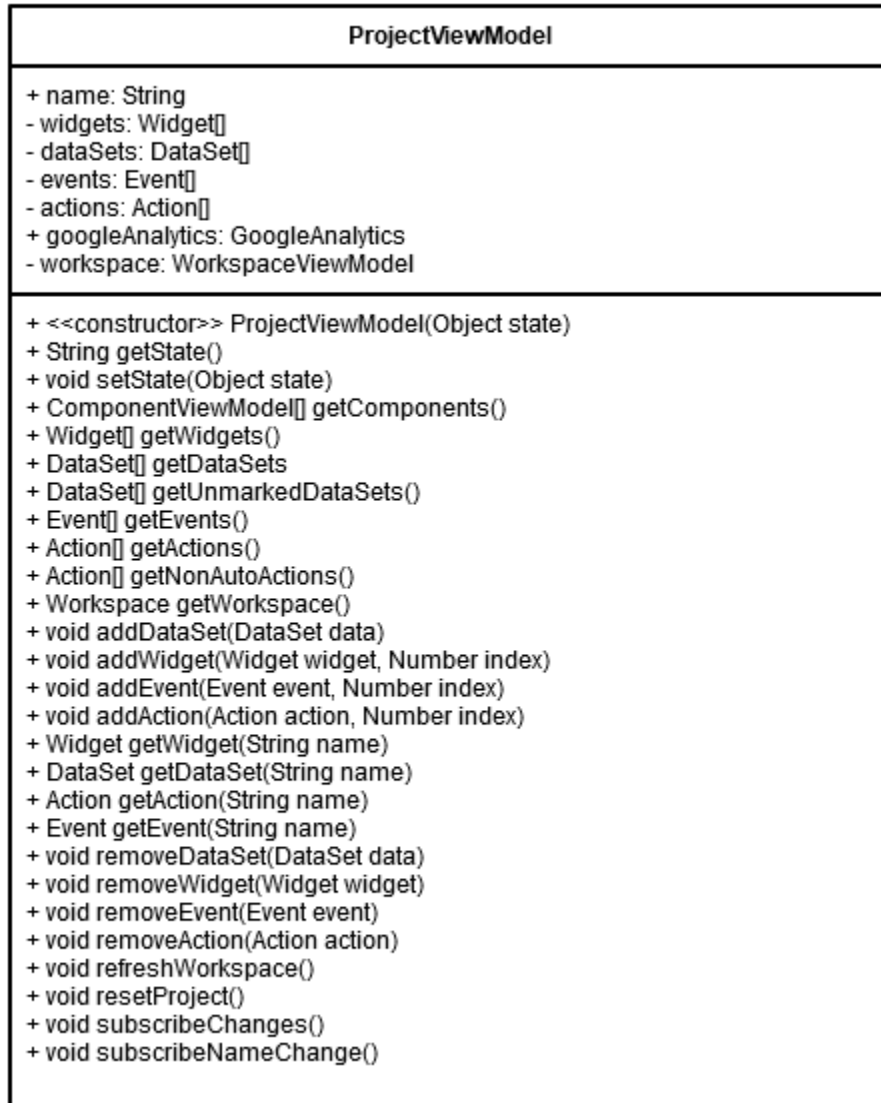 ProjectViewModel
+ name: String
- widgets: Widget[]
- dataSets: DataSet[]
- events: Event[]
- actions: Action[]
+ googleAnalytics: GoogleAnalytics
- workspace: WorkspaceViewModel
+ <<constructor>> ProjectViewModel(Object state)
+ String getState()
+ void setState(Object state)
+ ComponentViewModel[] getComponents()
+ Widget[] getWidgets()
+ DataSet[] getDataSets
+ DataSet[] getUnmarkedDataSets()
+ Event[] getEvents()
+ Action[] getActions()
+ Action[] getNonAutoActions()
+ Workspace getWorkspace()
+ void addDataSet(DataSet data)
+ void addWidget(Widget widget, Number index)
+ void addEvent(Event event, Number index)
+ void addAction(Action action, Number index)
+ Widget getWidget(String name)
+ DataSet getDataSet(String name)
+ Action getAction(String name)
+ Event getEvent(String name)
+ void removeDataSet(DataSet data)
+ void removeWidget(Widget widget)
+ void removeEvent(Event event)
+ void removeAction(Action action)
+ void refreshWorkspace()
+ void resetProject()
+ void subscribeChanges()
+ void subscribeNameChange()